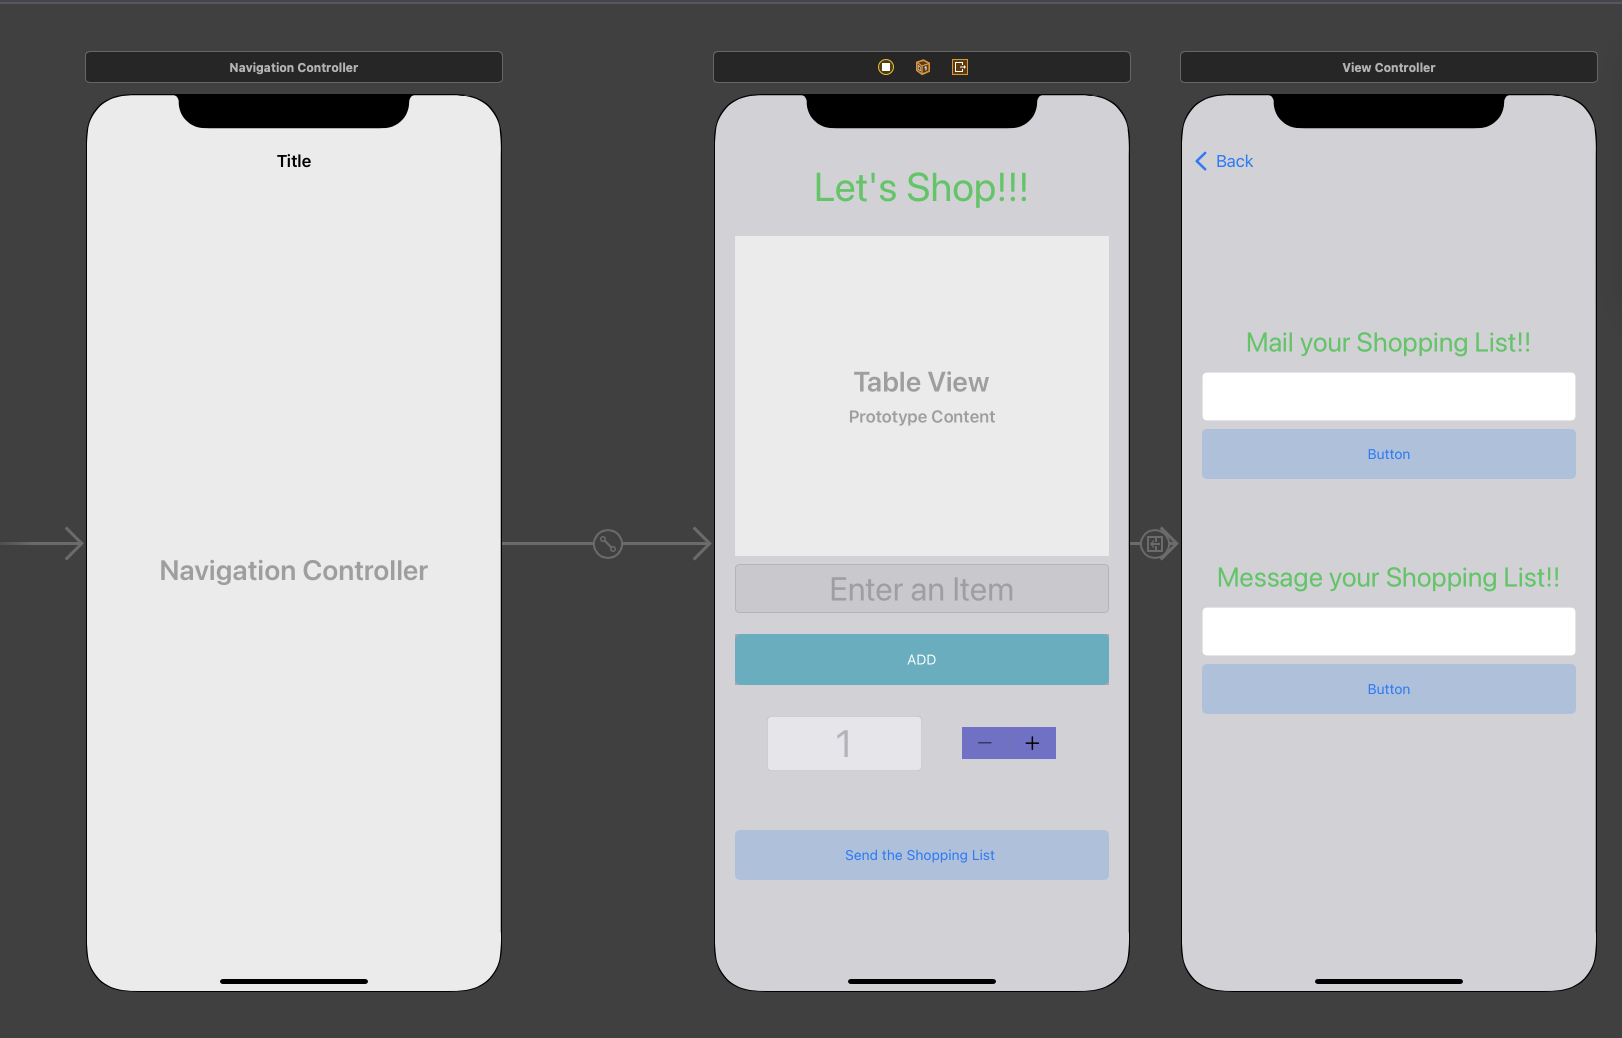 Navigation Controller
Title
Navigation Controller
Let's Shop!!!
Table View
Prototype Content
Enter an Item
ADD
1
Send the Shopping List
View Controller
Back
Mail your Shopping List!!
Button
Message your Shopping List!!
Button